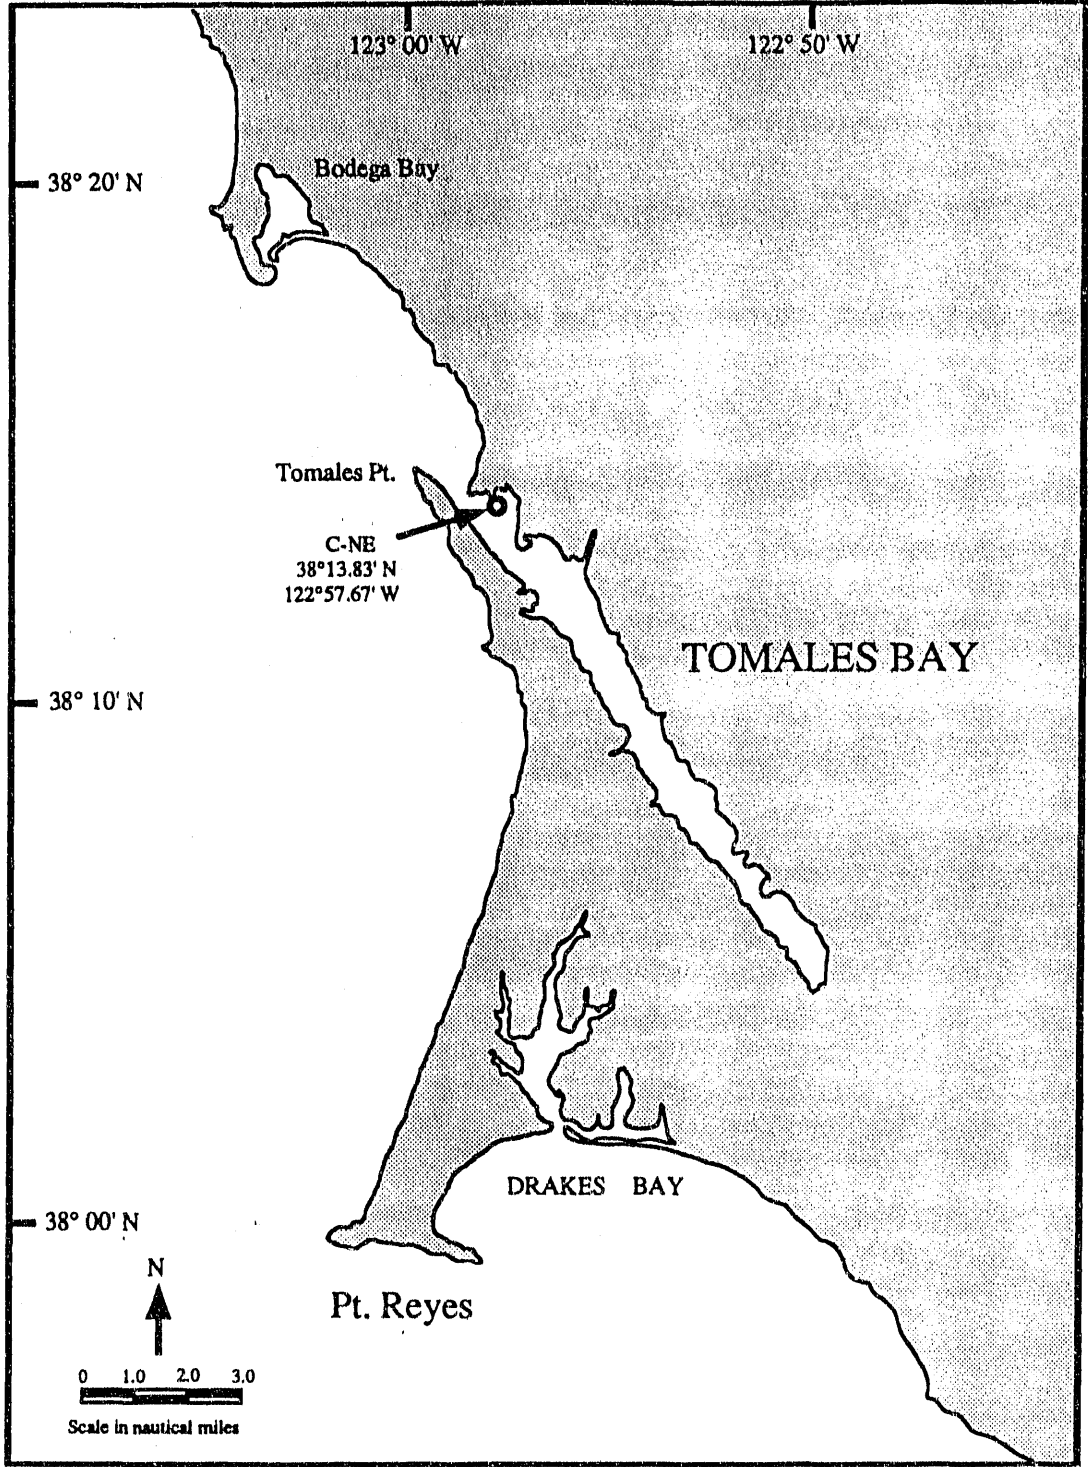 123° 00' W
122° 50' W
Bodega Bay
38° 20' N
Tomales Pt.
C-NE
38°13.83' N
122°57.67' W
TOMALES BAY
38° 10' N
DRAKES BAY
38° 00' N
N
Pt. Reyes
0 1.0 2.0 3.0
Scale in nautical miles